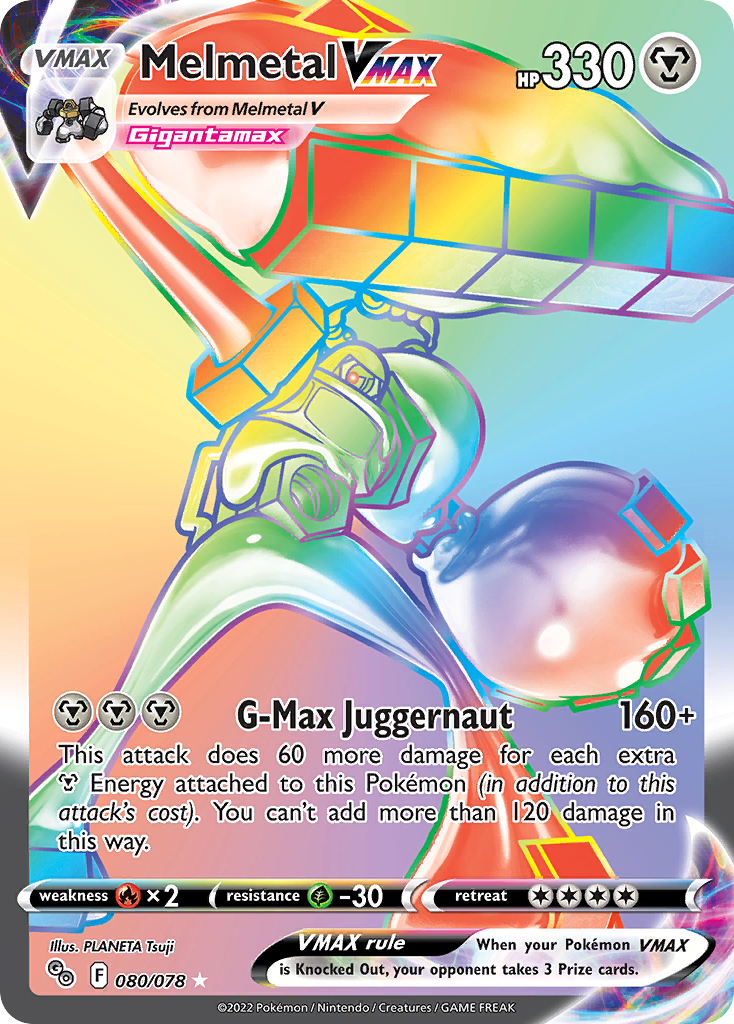 VMAX
Melmetal VMAX
HP 330
Evolves from Melmetal V
Gigantamax
G-Max Juggernaut 160+
This attack does 60 more damage for each extra
Energy attached to this Pokémon (in addition to this
attack's cost). You can't add more than 120 damage in
this way.
weakness ×2 resistance -30 retreat
Illus. PLANETA Tsuji
VMAX rule When your Pokémon VMAX
is Knocked Out, your opponent takes 3 Prize cards.
GO F 080/078
©2022 Pokémon / Nintendo / Creatures / GAME FREAK